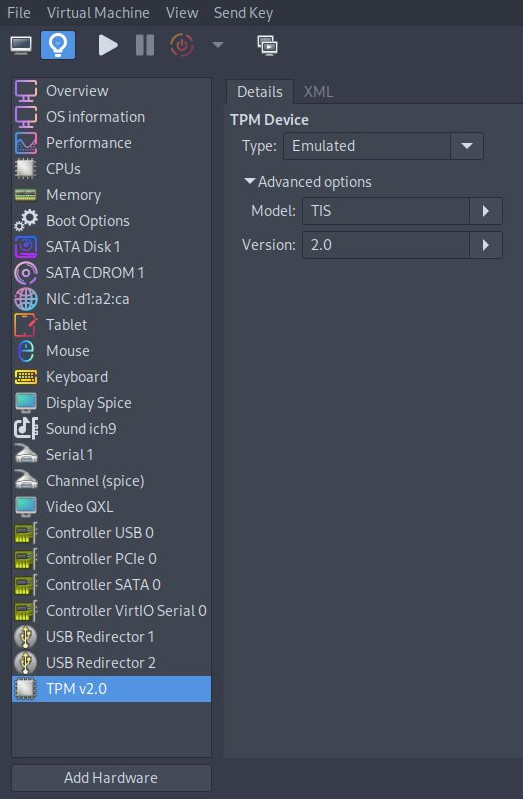 File Virtual Machine View Send Key
Overview
OS information
Performance
CPUs
Memory
Boot Options
SATA Disk 1
SATA CDROM 1
NIC :d1:a2:ca
Tablet
Mouse
Keyboard
Display Spice
Sound ich9
Serial 1
Channel (spice)
Video QXL
Controller USB 0
Controller PCIe 0
Controller SATA 0
Controller VirtIO Serial 0
USB Redirector 1
USB Redirector 2
TPM v2.0
Add Hardware
Details XML
TPM Device
Type: Emulated
Advanced options
Model: TIS
Version: 2.0